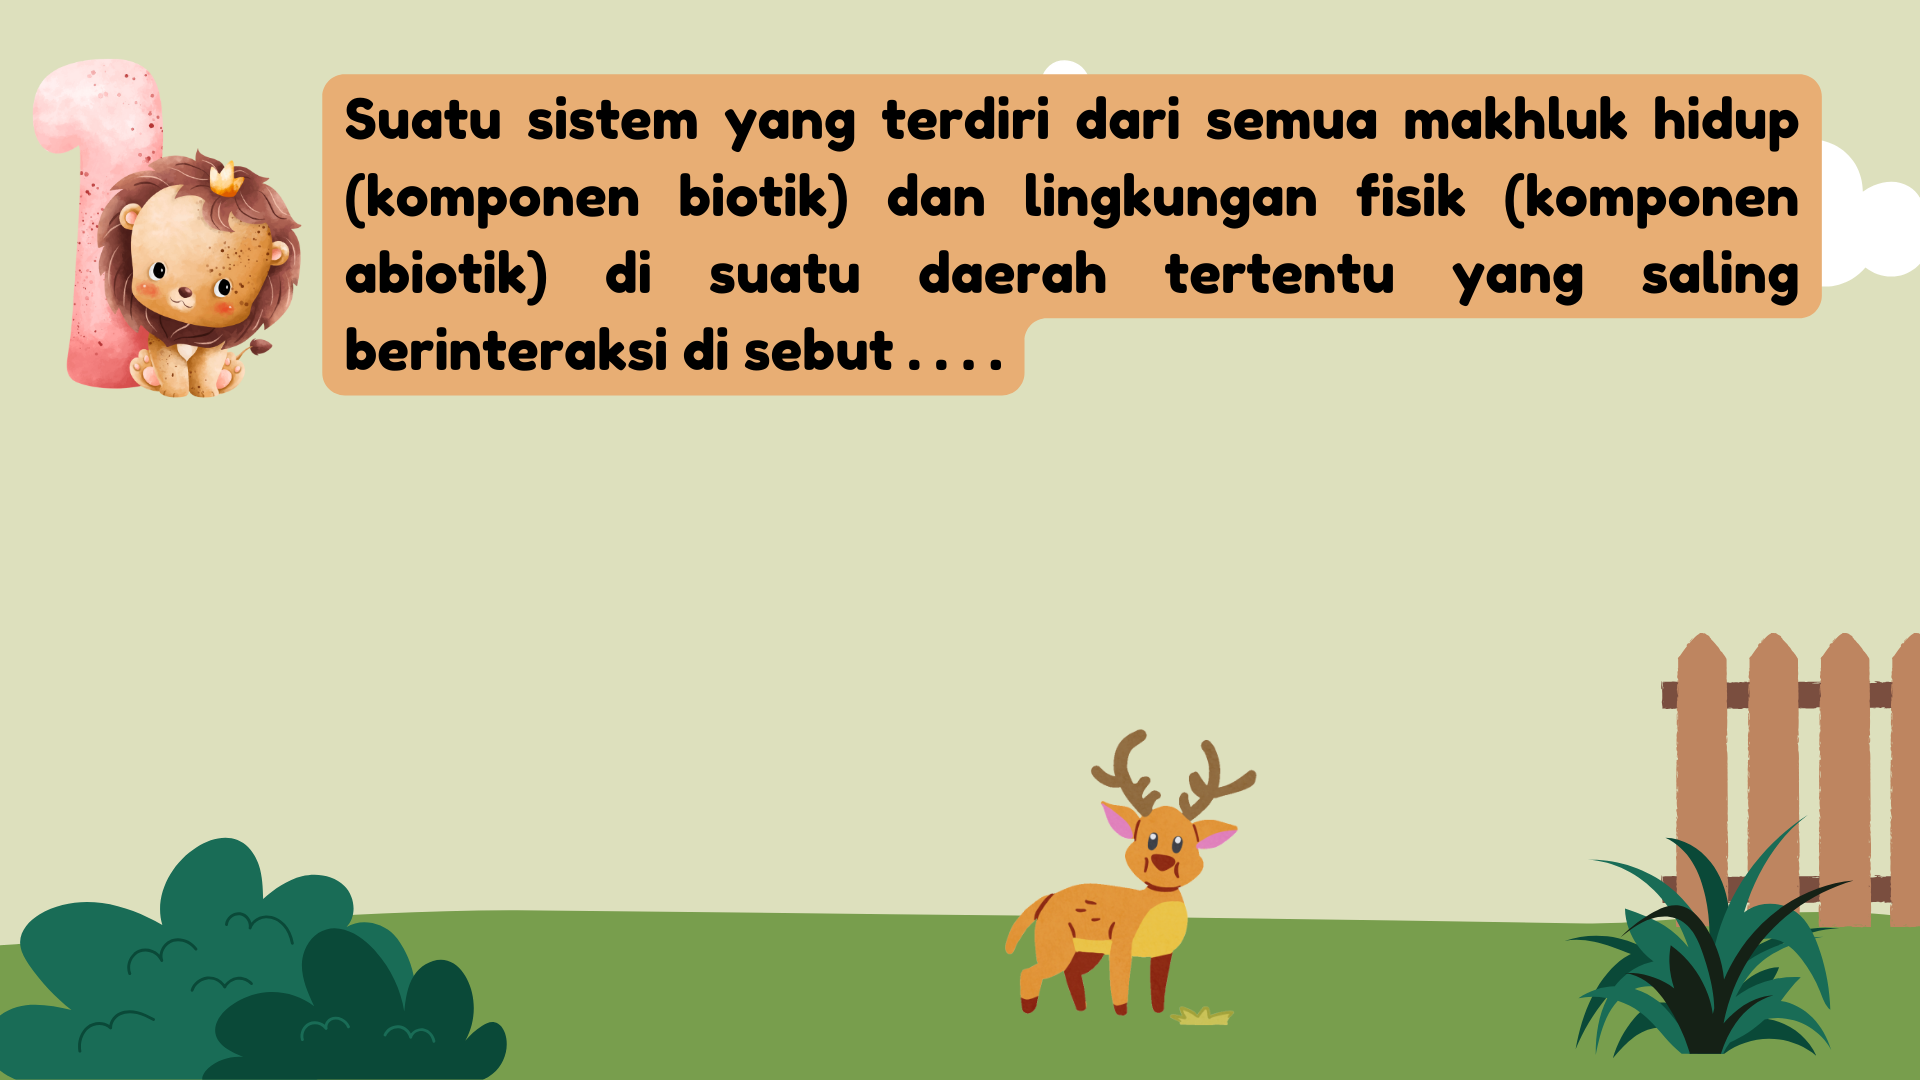 1
Suatu sistem yang terdiri dari semua makhluk hidup
(komponen biotik) dan lingkungan fisik (komponen
abiotik) di suatu daerah tertentu yang saling
berinteraksi di sebut . . . .